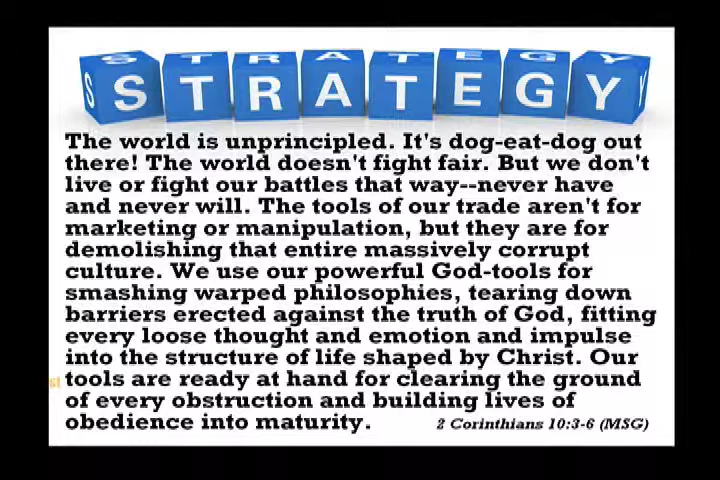 STRATEGY
The world is unprincipled. It's dog-eat-dog out
there! The world doesn't fight fair. But we don't
live or fight our battles that way--never have
and never will. The tools of our trade aren't for
marketing or manipulation, but they are for
demolishing that entire massively corrupt
culture. We use our powerful God-tools for
smashing warped philosophies, tearing down
barriers erected against the truth of God, fitting
every loose thought and emotion and impulse
into the structure of life shaped by Christ. Our
tools are ready at hand for clearing the ground
of every obstruction and building lives of
obedience into maturity. 2 Corinthians 10:3-6 (MSG)